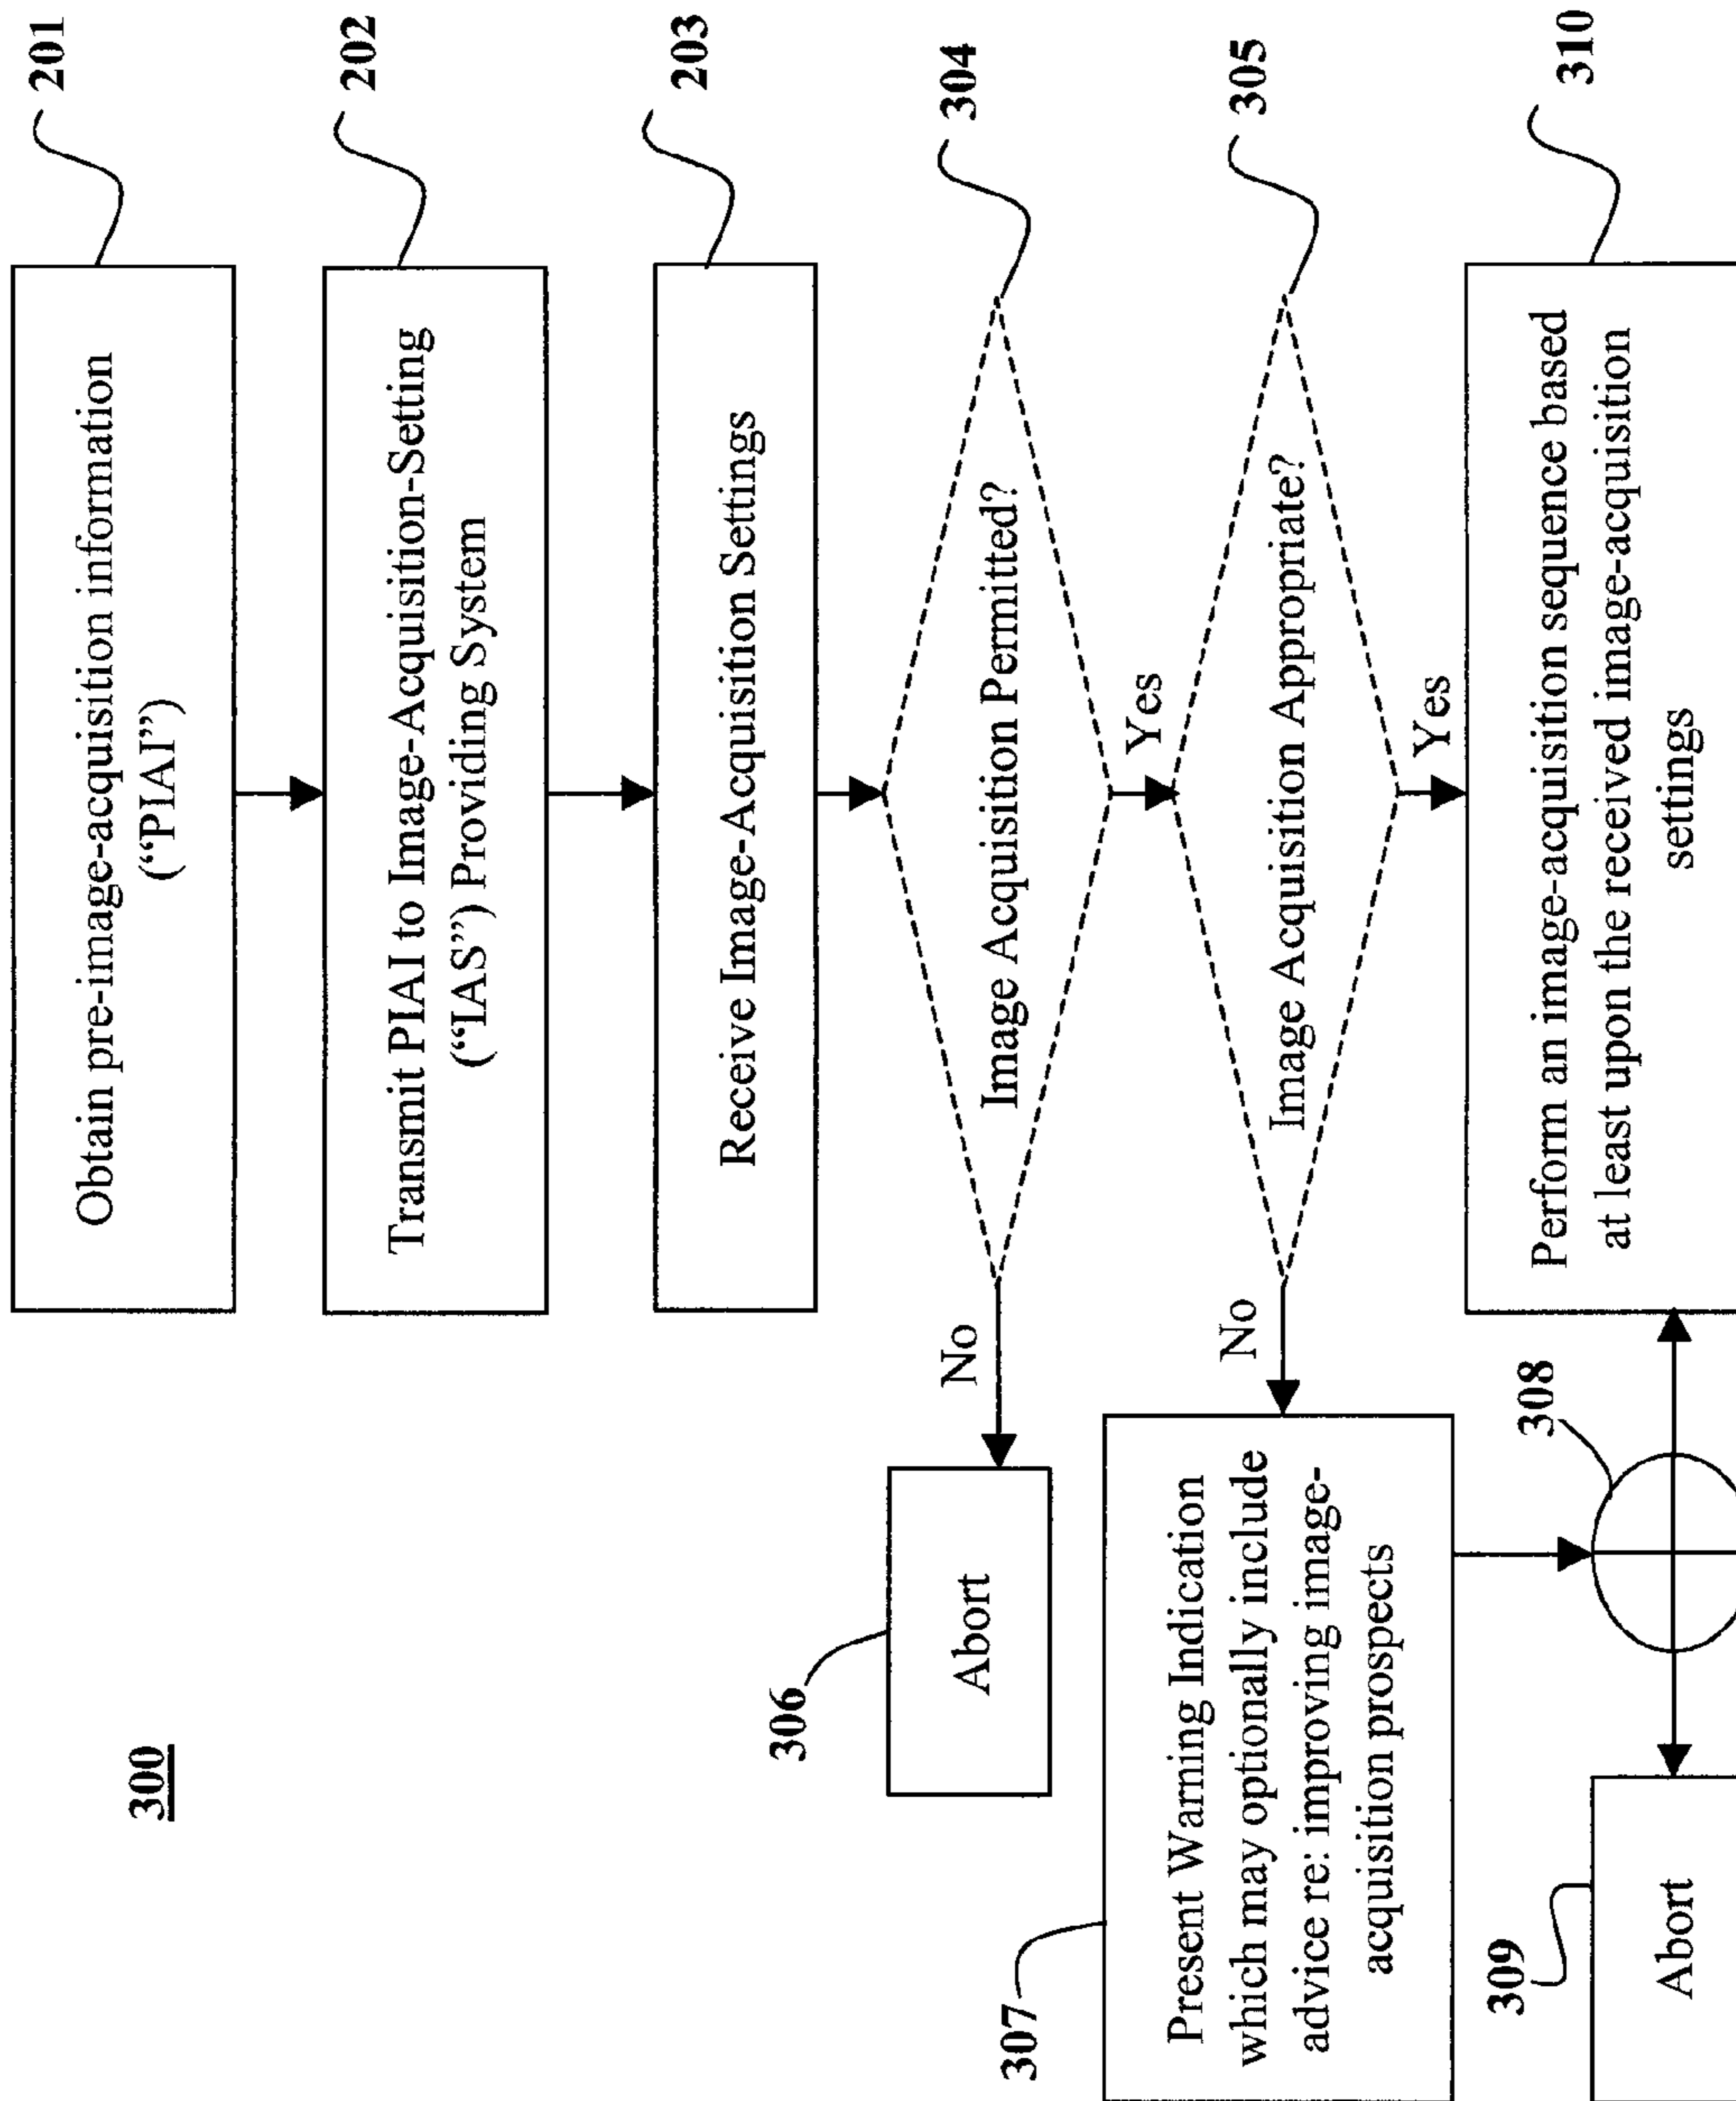 300
Obtain pre-image-acquisition information
(“PIAI”)
201
Transmit PIAI to Image-Acquisition-Setting
(“IAS”) Providing System
202
Receive Image-Acquisition Settings
203
Image Acquisition Permitted?
304
No
Abort
306
Yes
Image Acquisition Appropriate?
305
No
Yes
Present Warning Indication
which may optionally include
advice re: improving image-
acquisition prospects
307
308
Abort
309
Perform an image-acquisition sequence based
at least upon the received image-acquisition
settings
310